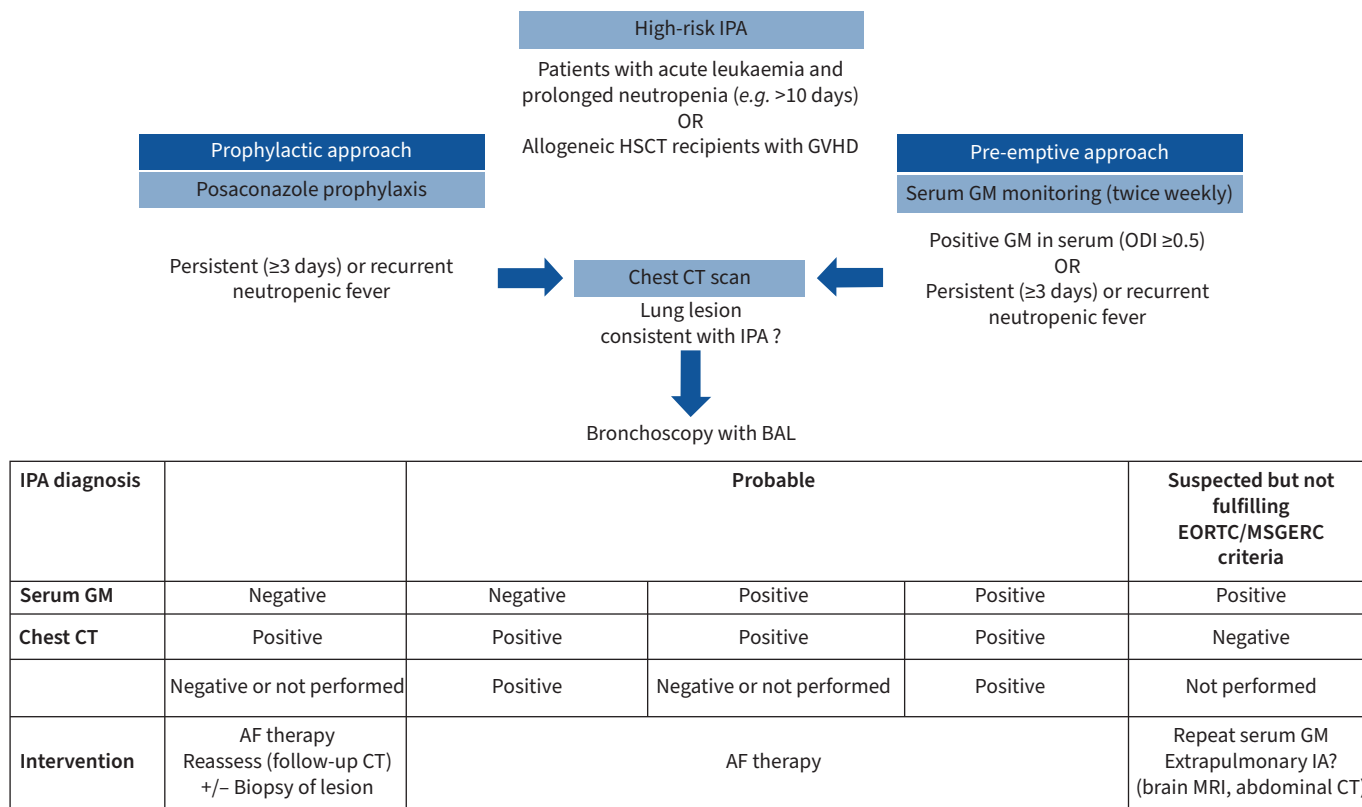 High-risk IPA
Patients with acute leukaemia and
prolonged neutropenia (e.g. >10 days)
OR
Allogeneic HSCT recipients with GVHD
Prophylactic approach
Posaconazole prophylaxis
Persistent (≥3 days) or recurrent
neutropenic fever
Pre-emptive approach
Serum GM monitoring (twice weekly)
Positive GM in serum (ODI ≥0.5)
OR
Persistent (≥3 days) or recurrent
neutropenic fever
Chest CT scan
Lung lesion
consistent with IPA ?
Bronchoscopy with BAL
IPA diagnosis
Probable
Suspected but not
fulfilling
EORTC/MSGERC
criteria
Serum GM
Negative
Negative
Positive
Positive
Positive
Chest CT
Positive
Positive
Positive
Positive
Negative
Negative or not performed
Positive
Negative or not performed
Positive
Not performed
Intervention
AF therapy
Reassess (follow-up CT)
+/– Biopsy of lesion
AF therapy
Repeat serum GM
Extrapulmonary IA?
(brain MRI, abdominal CT)